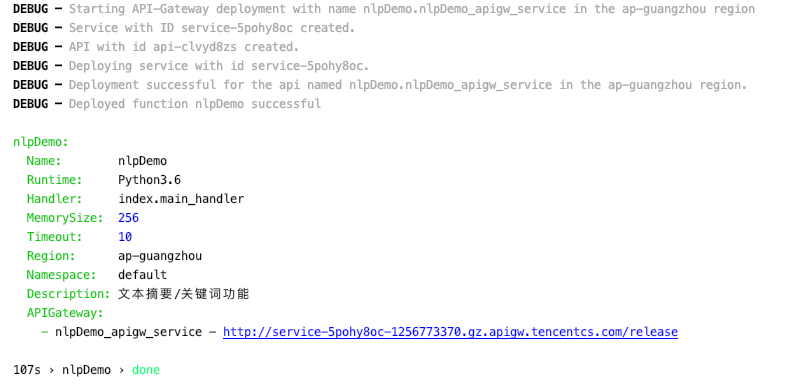 DEBUG — Starting API-Gateway deployment with name nlpDemo.nlpDemo_apigw_service in the ap-guangzhou region
DEBUG — Service with ID service-5pohy8oc created.
DEBUG — API with id api-clvyd8zs created.
DEBUG — Deploying service with id service-5pohy8oc.
DEBUG — Deployment successful for the api named nlpDemo.nlpDemo_apigw_service in the ap-guangzhou region.
DEBUG — Deployed function nlpDemo successful
nlpDemo:
Name: nlpDemo
Runtime: Python3.6
Handler: index.main_handler
MemorySize: 256
Timeout: 10
Region: ap-guangzhou
Namespace: default
Description: 文本摘要/关键词功能
APIGateway:
- nlpDemo_apigw_service - http://service-5pohy8oc-1256773370.gz.apigw.tencentcs.com/release
107s › nlpDemo › done